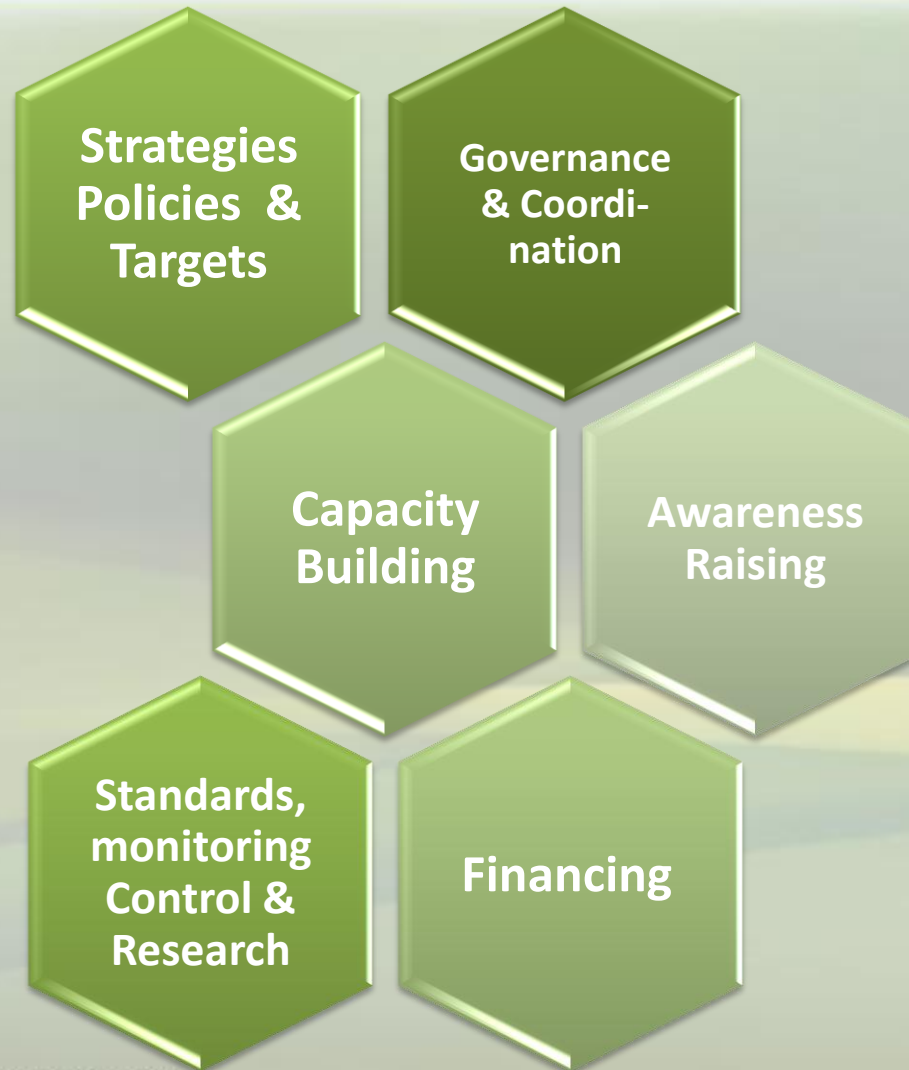 Strategies
Policies  &
Targets
Governance
& Coordi-
nation
Capacity
Building
Awareness
Raising
Standards,
monitoring
Control &
Research
Financing